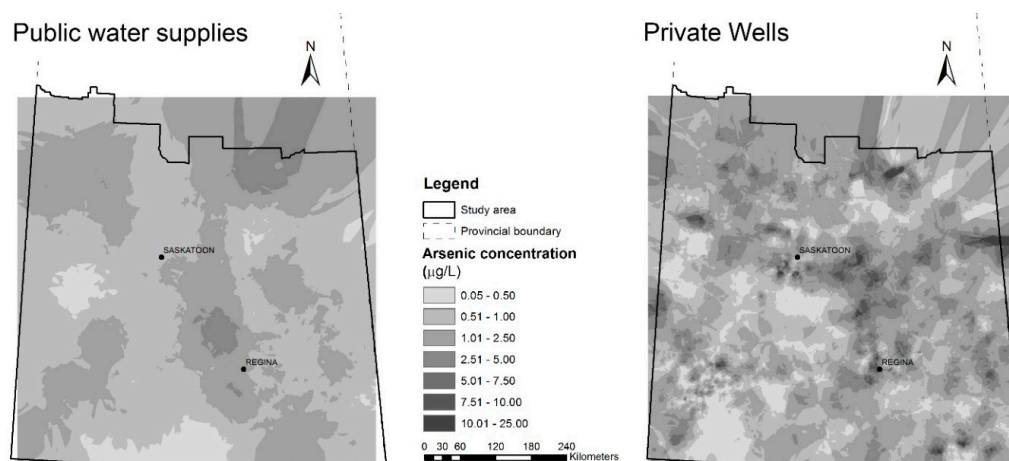 Public water supplies
N
SASKATOON
REGINA
Legend
Study area
Provincial boundary
Arsenic concentration
(µg/L)
0.05 - 0.50
0.51 - 1.00
1.01 - 2.50
2.51 - 5.00
5.01 - 7.50
7.51 - 10.00
10.01 - 25.00
0 30 60 120 180 240
Kilometers
Private Wells
N
SASKATOON
REGINA